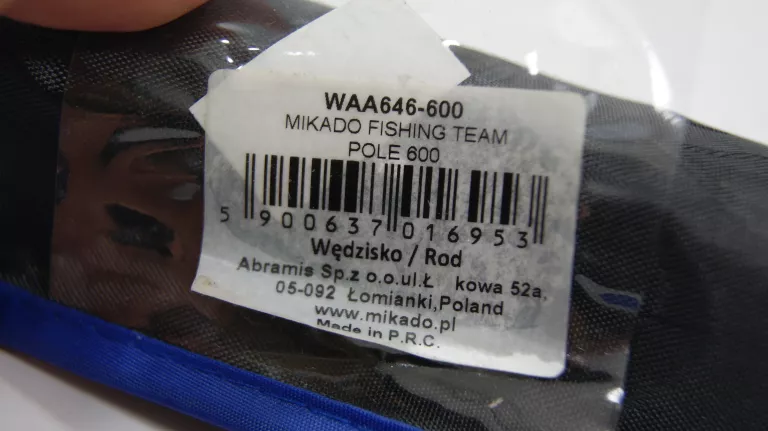 WAA646-600
MIKADO FISHING TEAM
POLE 600
5 900637 016953
Wędzisko / Rod
Abramis Sp.z o.o.ul.Ł kowa 52a,
05-092 Łomianki,Poland
www.mikado.pl
Made in P.R.C.